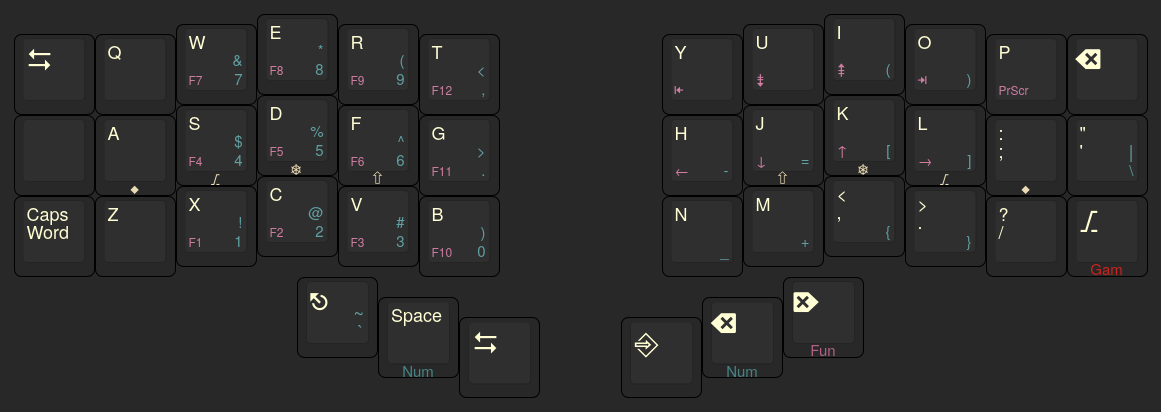 Q
W
&
F7 7
E
*
F8 8
R
(
F9 9
T
<
F12 ,
Y
⇤
U
⇟
I
⇞ (
O
⇥ )
P
PrScr
A
S
$
F4 4
D
%
F5 5
F
^
F6 6
⇧
G
>
F11 .
H
← -
J
↓ =
⇧
K
↑ [
L
→ ]
:
;
"
' |
\
Caps
Word
Z
X
!
F1 1
C
@
F2 2
V
#
F3 3
B
)
F10 0
N
_
M
+
<
,
{
>
.
}
?
/
Gam
~
`
Space
Num
Num
Fun